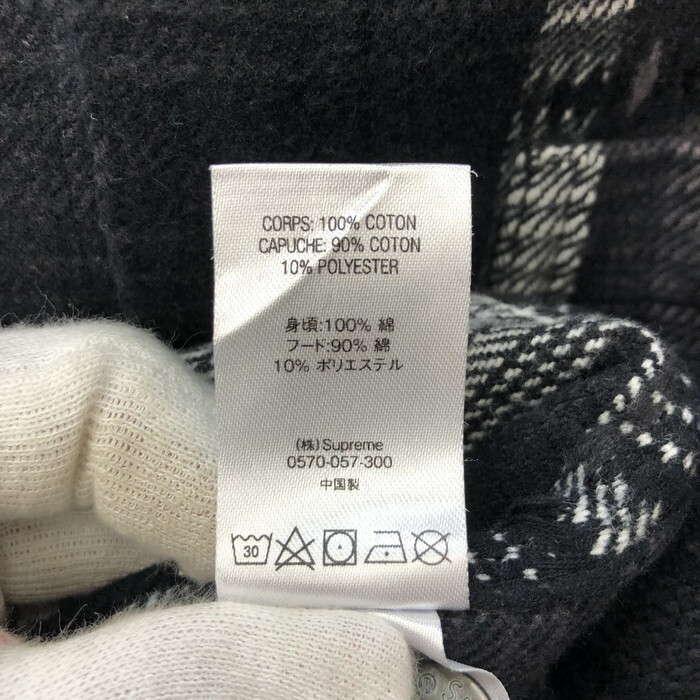 CORPS: 100% COTON
CAPUCHE: 90% COTON
10% POLYESTER
身頃:100% 綿
フード:90% 綿
10% ポリエステル
(株)Supreme
0570-057-300
中国製
30